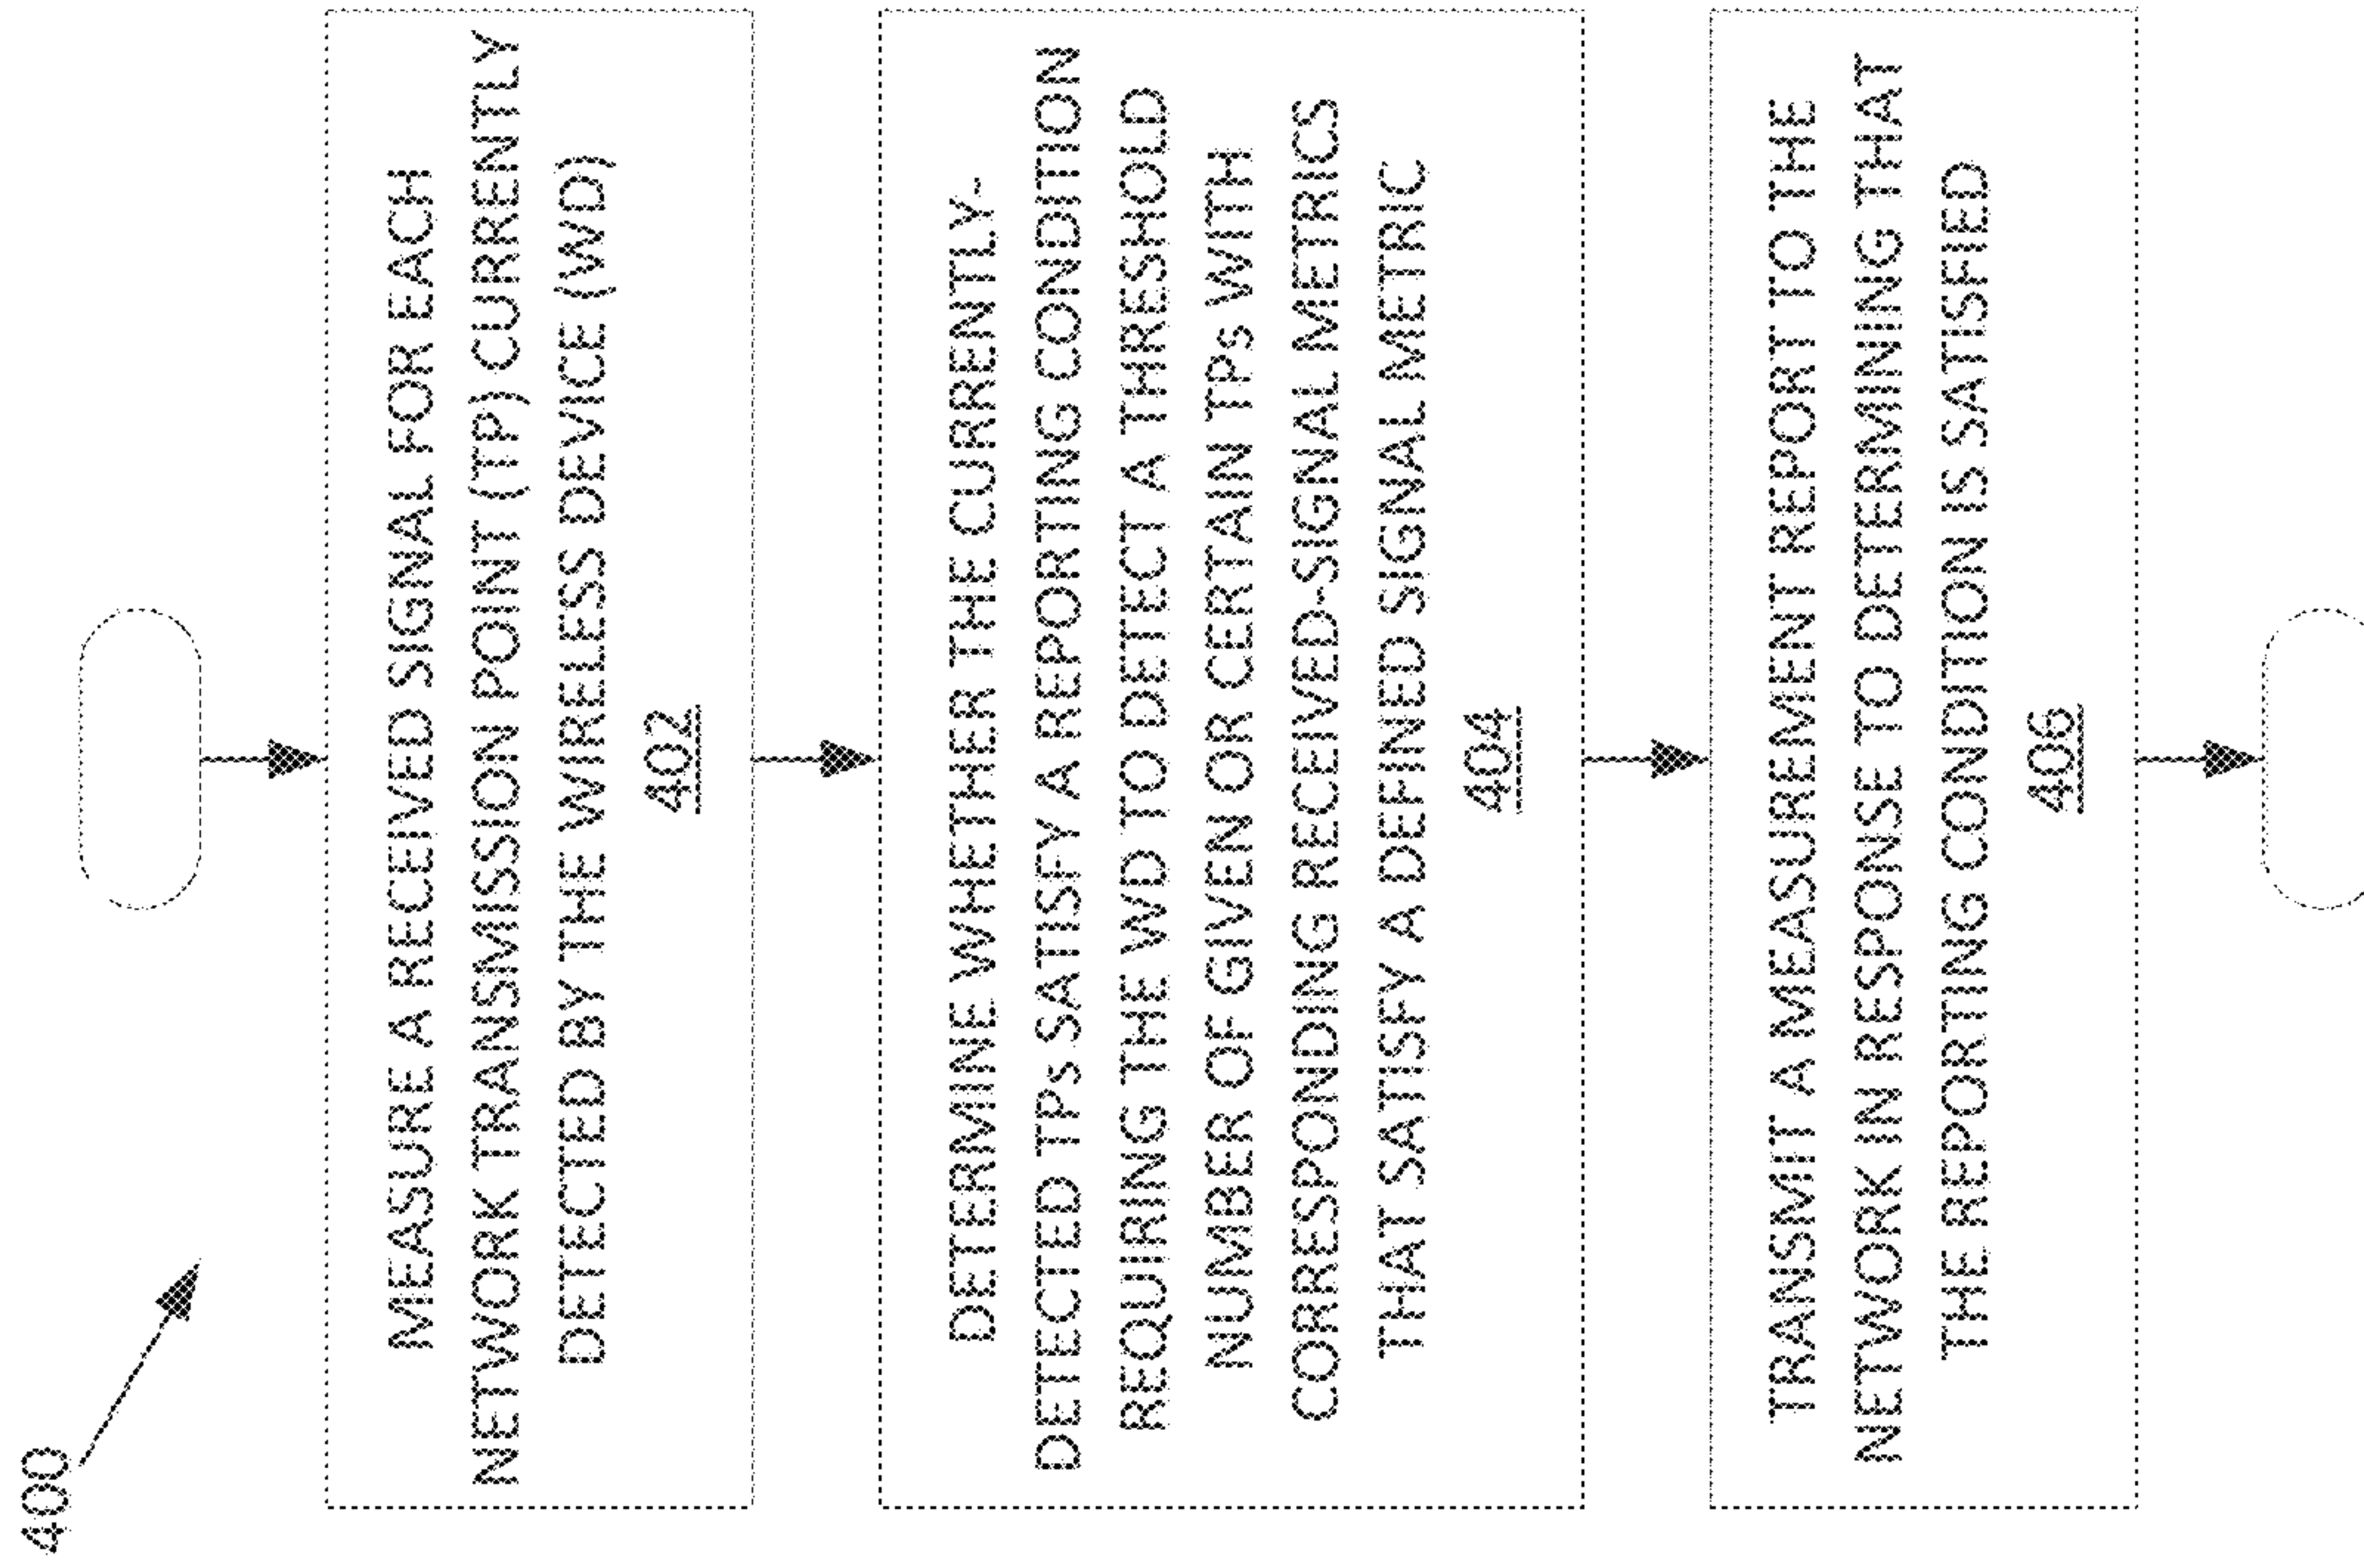 400
MEASURE A RECEIVED SIGNAL FOR EACH
NETWORK TRANSMISSION POINT (TP) CURRENTLY
DETECTED BY THE WIRELESS DEVICE (WD)
402
DETERMINE WHETHER THE CURRENTLY-
DETECTED TPs SATISFY A REPORTING CONDITION
REQUIRING THE WD TO DETECT A THRESHOLD
NUMBER OF GIVEN OR CERTAIN TPs WITH
CORRESPONDING RECEIVED-SIGNAL METRICS
THAT SATISFY A DEFINED SIGNAL METRIC
404
TRANSMIT A MEASUREMENT REPORT TO THE
NETWORK IN RESPONSE TO DETERMINING THAT
THE REPORTING CONDITION IS SATISFIED
406